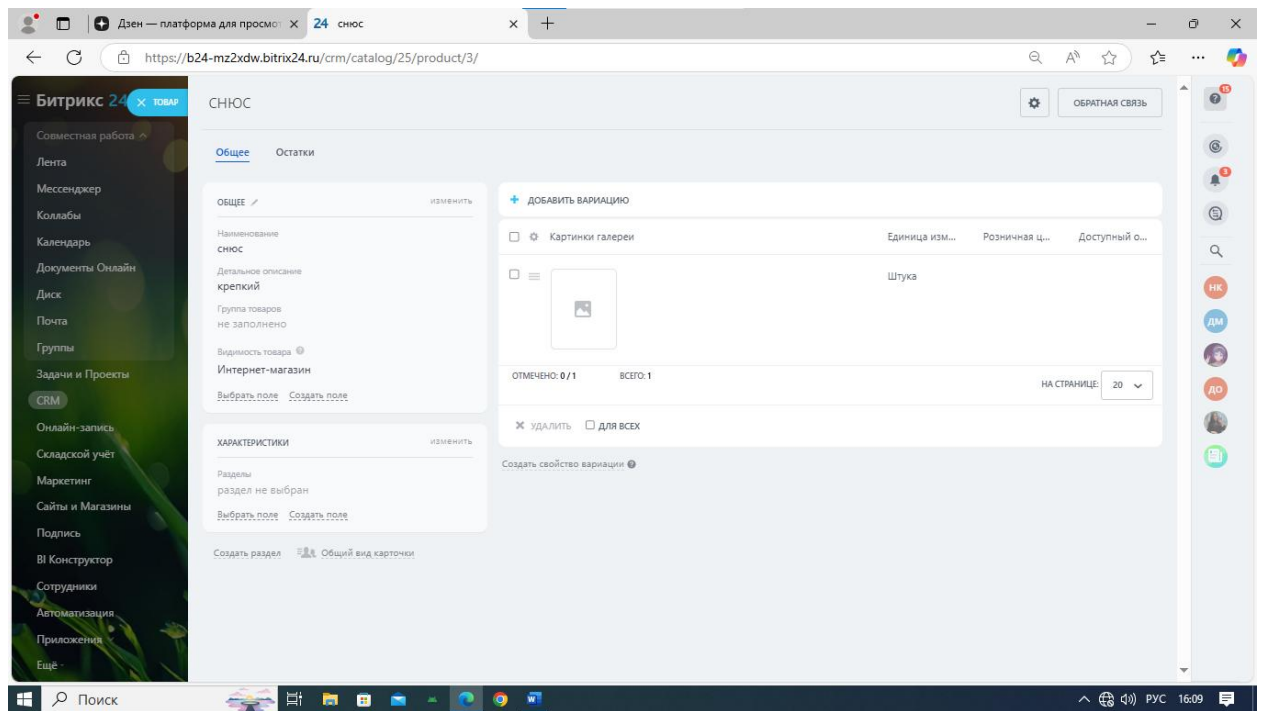 Дзен — платформа для просмот
24 снюс
https://b24-mz2xdw.bitrix24.ru/crm/catalog/25/product/3/
Битрикс 24
ТОВАР
Совместная работа
Лента
Мессенджер
Коллабы
Календарь
Документы Онлайн
Диск
Почта
Группы
Задачи и Проекты
CRM
Онлайн-запись
Складской учёт
Маркетинг
Сайты и Магазины
Подпись
BI Конструктор
Сотрудники
Автоматизация
Приложения
Ещё
СНЮС
ОБРАТНАЯ СВЯЗЬ
Общее Остатки
ОБЩЕЕ изменить
Наименование
снюс
Детальное описание
крепкий
Группа товаров
не заполнено
Видимость товара
Интернет-магазин
Выбрать поле Создать поле
ХАРАКТЕРИСТИКИ изменить
Разделы
раздел не выбран
Выбрать поле Создать поле
Создать раздел Общий вид карточки
+ ДОБАВИТЬ ВАРИАЦИЮ
Картинки галереи Единица изм... Розничная ц... Доступный о...
Штука
ОТМЕЧЕНО: 0 / 1 ВСЕГО: 1 НА СТРАНИЦЕ: 20
УДАЛИТЬ ДЛЯ ВСЕХ
Создать свойство вариации
15
3
НК
ДМ
ДО
Поиск
РУС 16:09